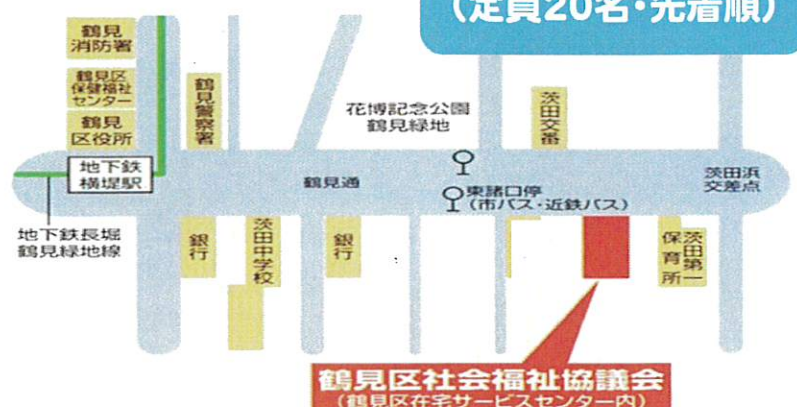 (定員20名・先着順)
鶴見
消防署
鶴見区
保健福祉
センター
鶴見
区役所
鶴見警察署
花博記念公園
鶴見緑地
茨田交番
地下鉄
横堤駅
鶴見通
東諸口停
(市バス・近鉄バス)
茨田浜
交差点
地下鉄長堀
鶴見緑地線
銀行
茨田中学校
銀行
茨田第一
保育所
鶴見区社会福祉協議会
(鶴見区在宅サービスセンター内)